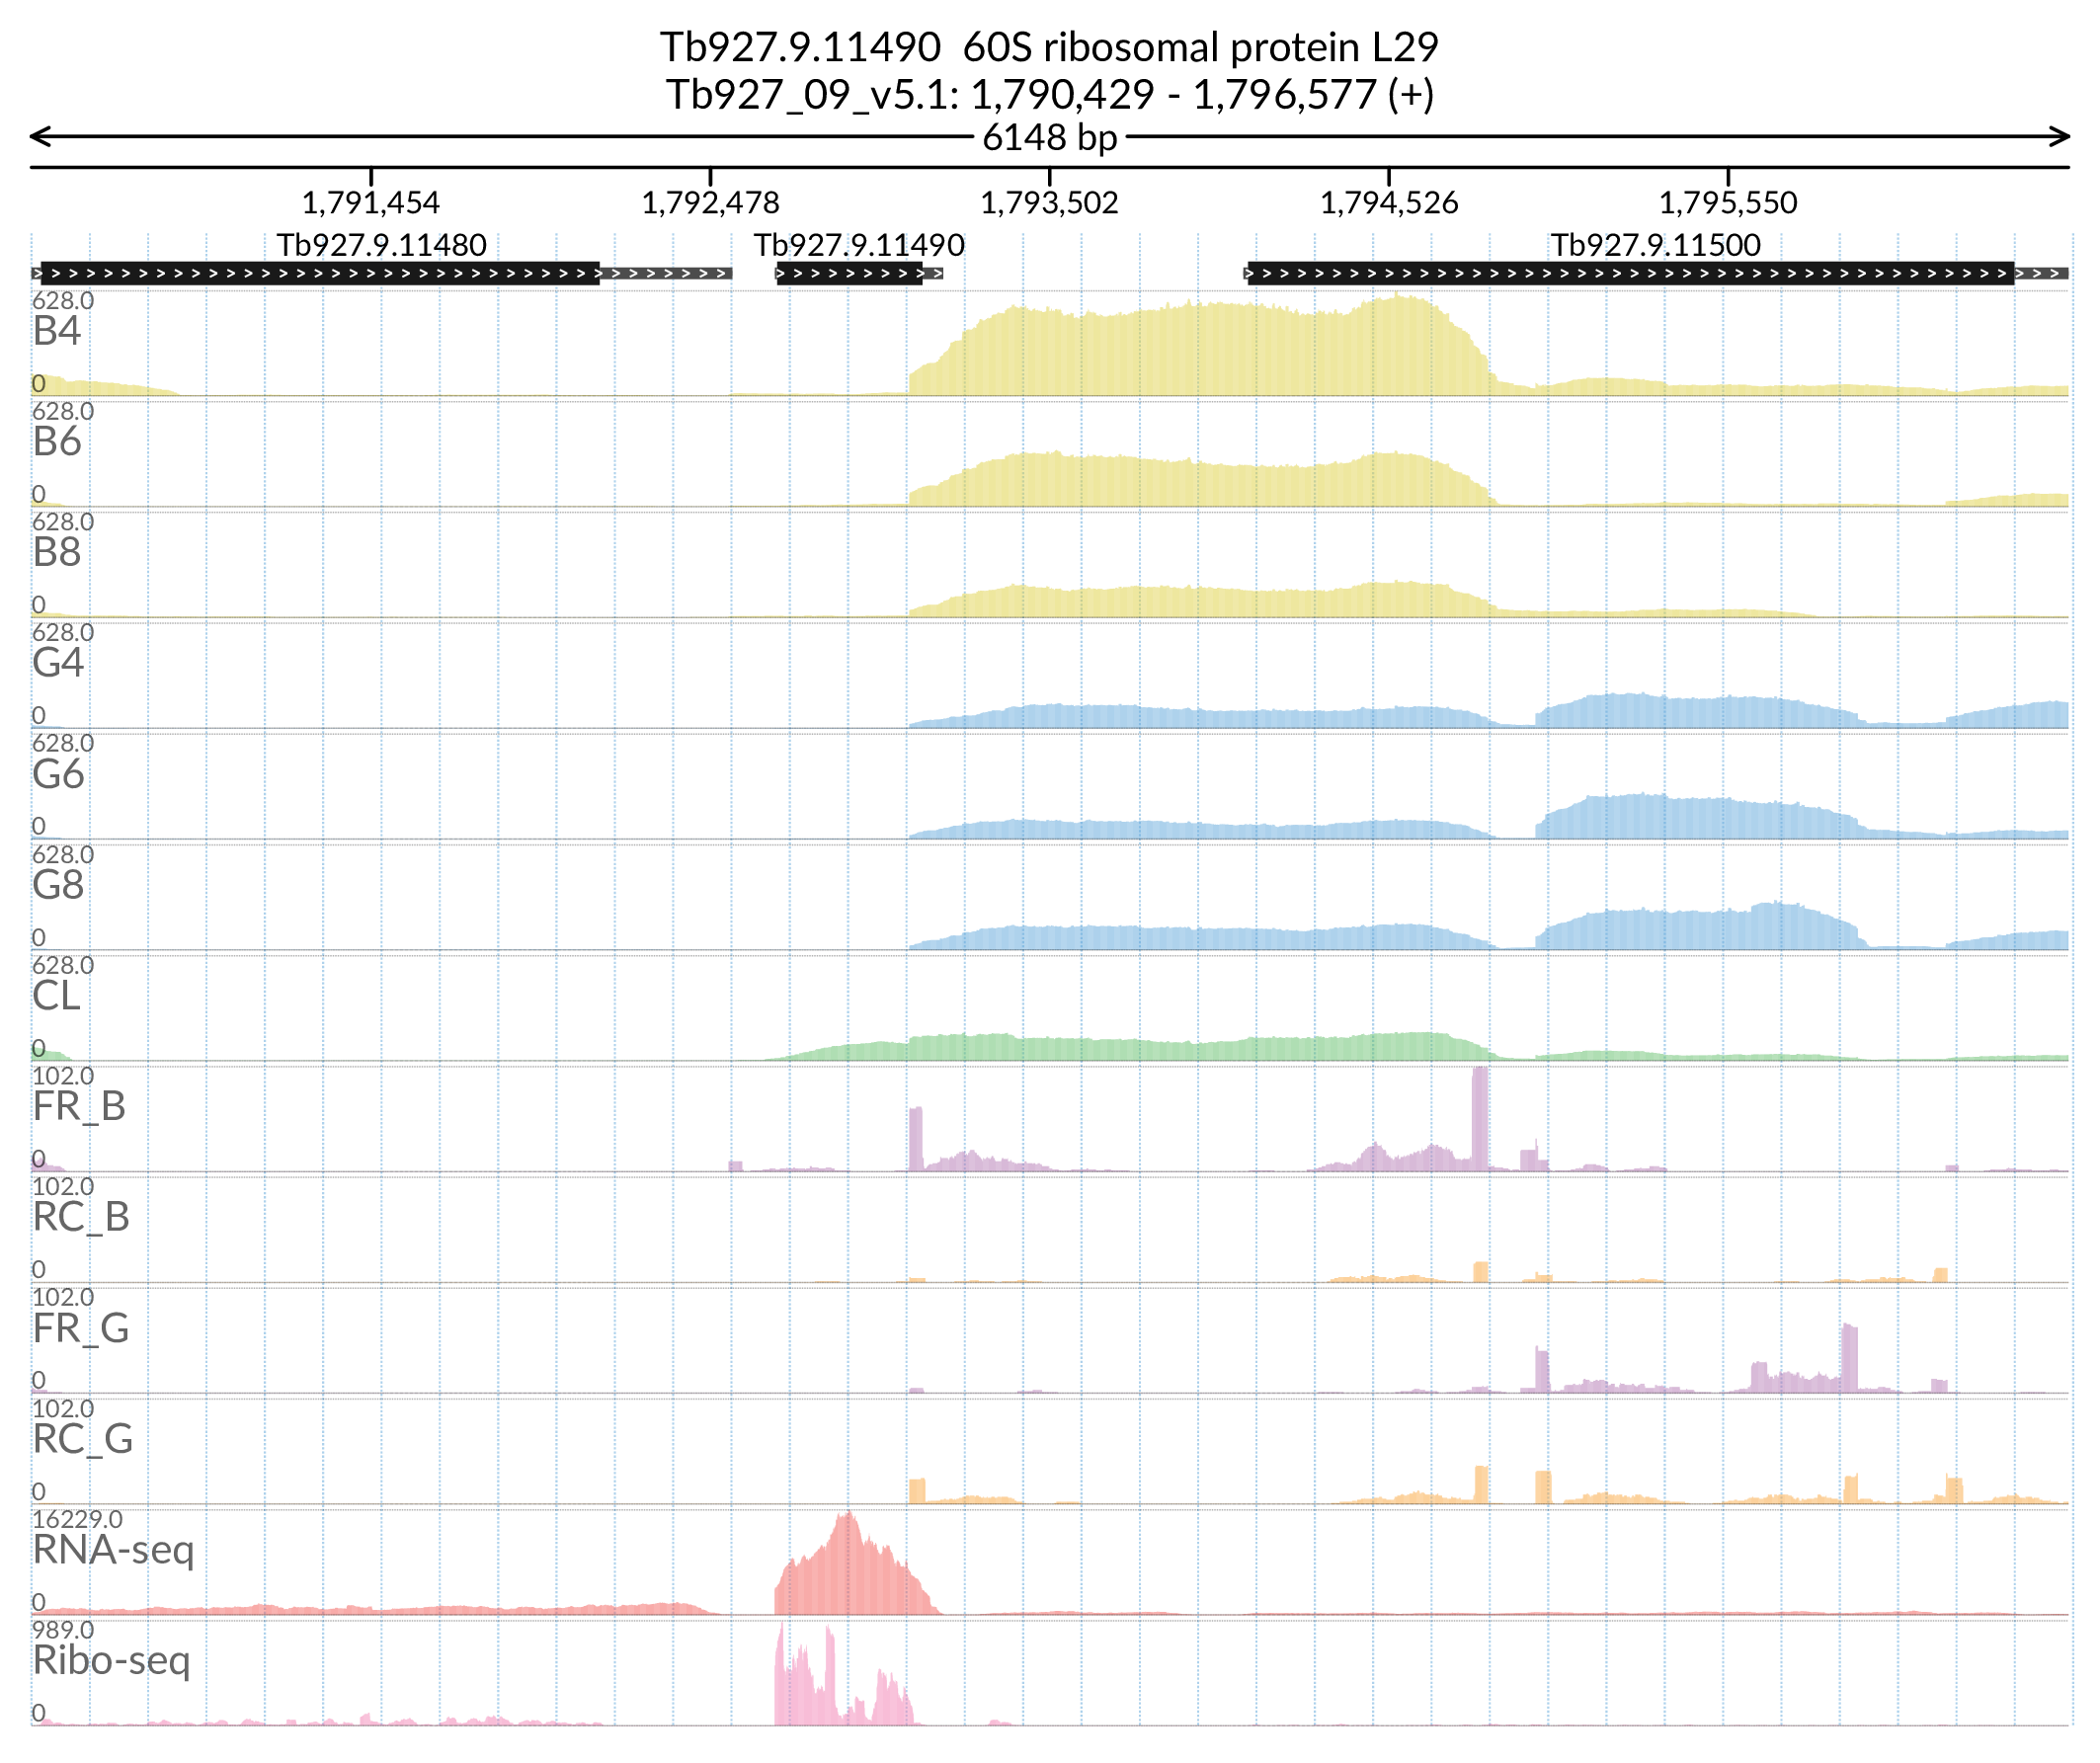 Tb927.9.11490  60S ribosomal protein L29
Tb927_09_v5.1: 1,790,429 - 1,796,577 (+)
6148 bp
1,791,454 1,792,478 1,793,502 1,794,526 1,795,550
Tb927.9.11480 Tb927.9.11490 Tb927.9.11500
628.0
B4
0
628.0
B6
0
628.0
B8
0
628.0
G4
0
628.0
G6
0
628.0
G8
0
628.0
CL
0
102.0
FR_B
0
102.0
RC_B
0
102.0
FR_G
0
102.0
RC_G
0
16229.0
RNA-seq
0
989.0
Ribo-seq
0